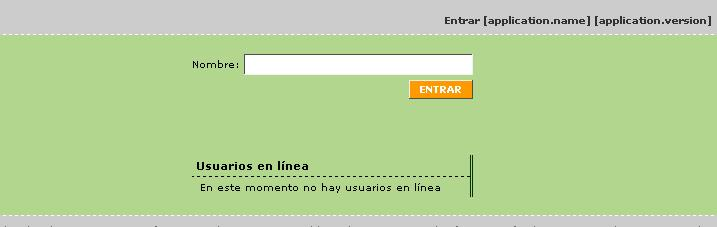 Entrar [application.name] [application.version]
Nombre:
ENTRAR
Usuarios en línea
En este momento no hay usuarios en línea